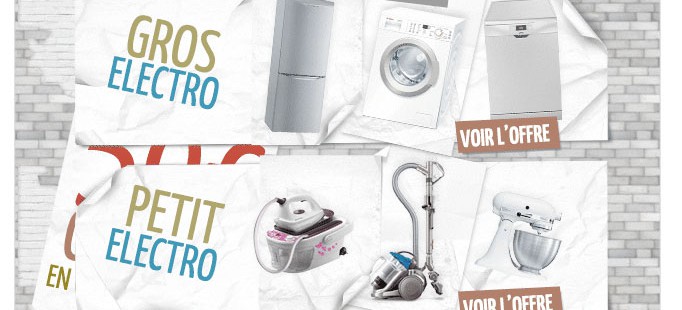 GROS
ELECTRO
VOIR L'OFFRE
PETIT
ELECTRO
EN
VOIR L'OFFRE